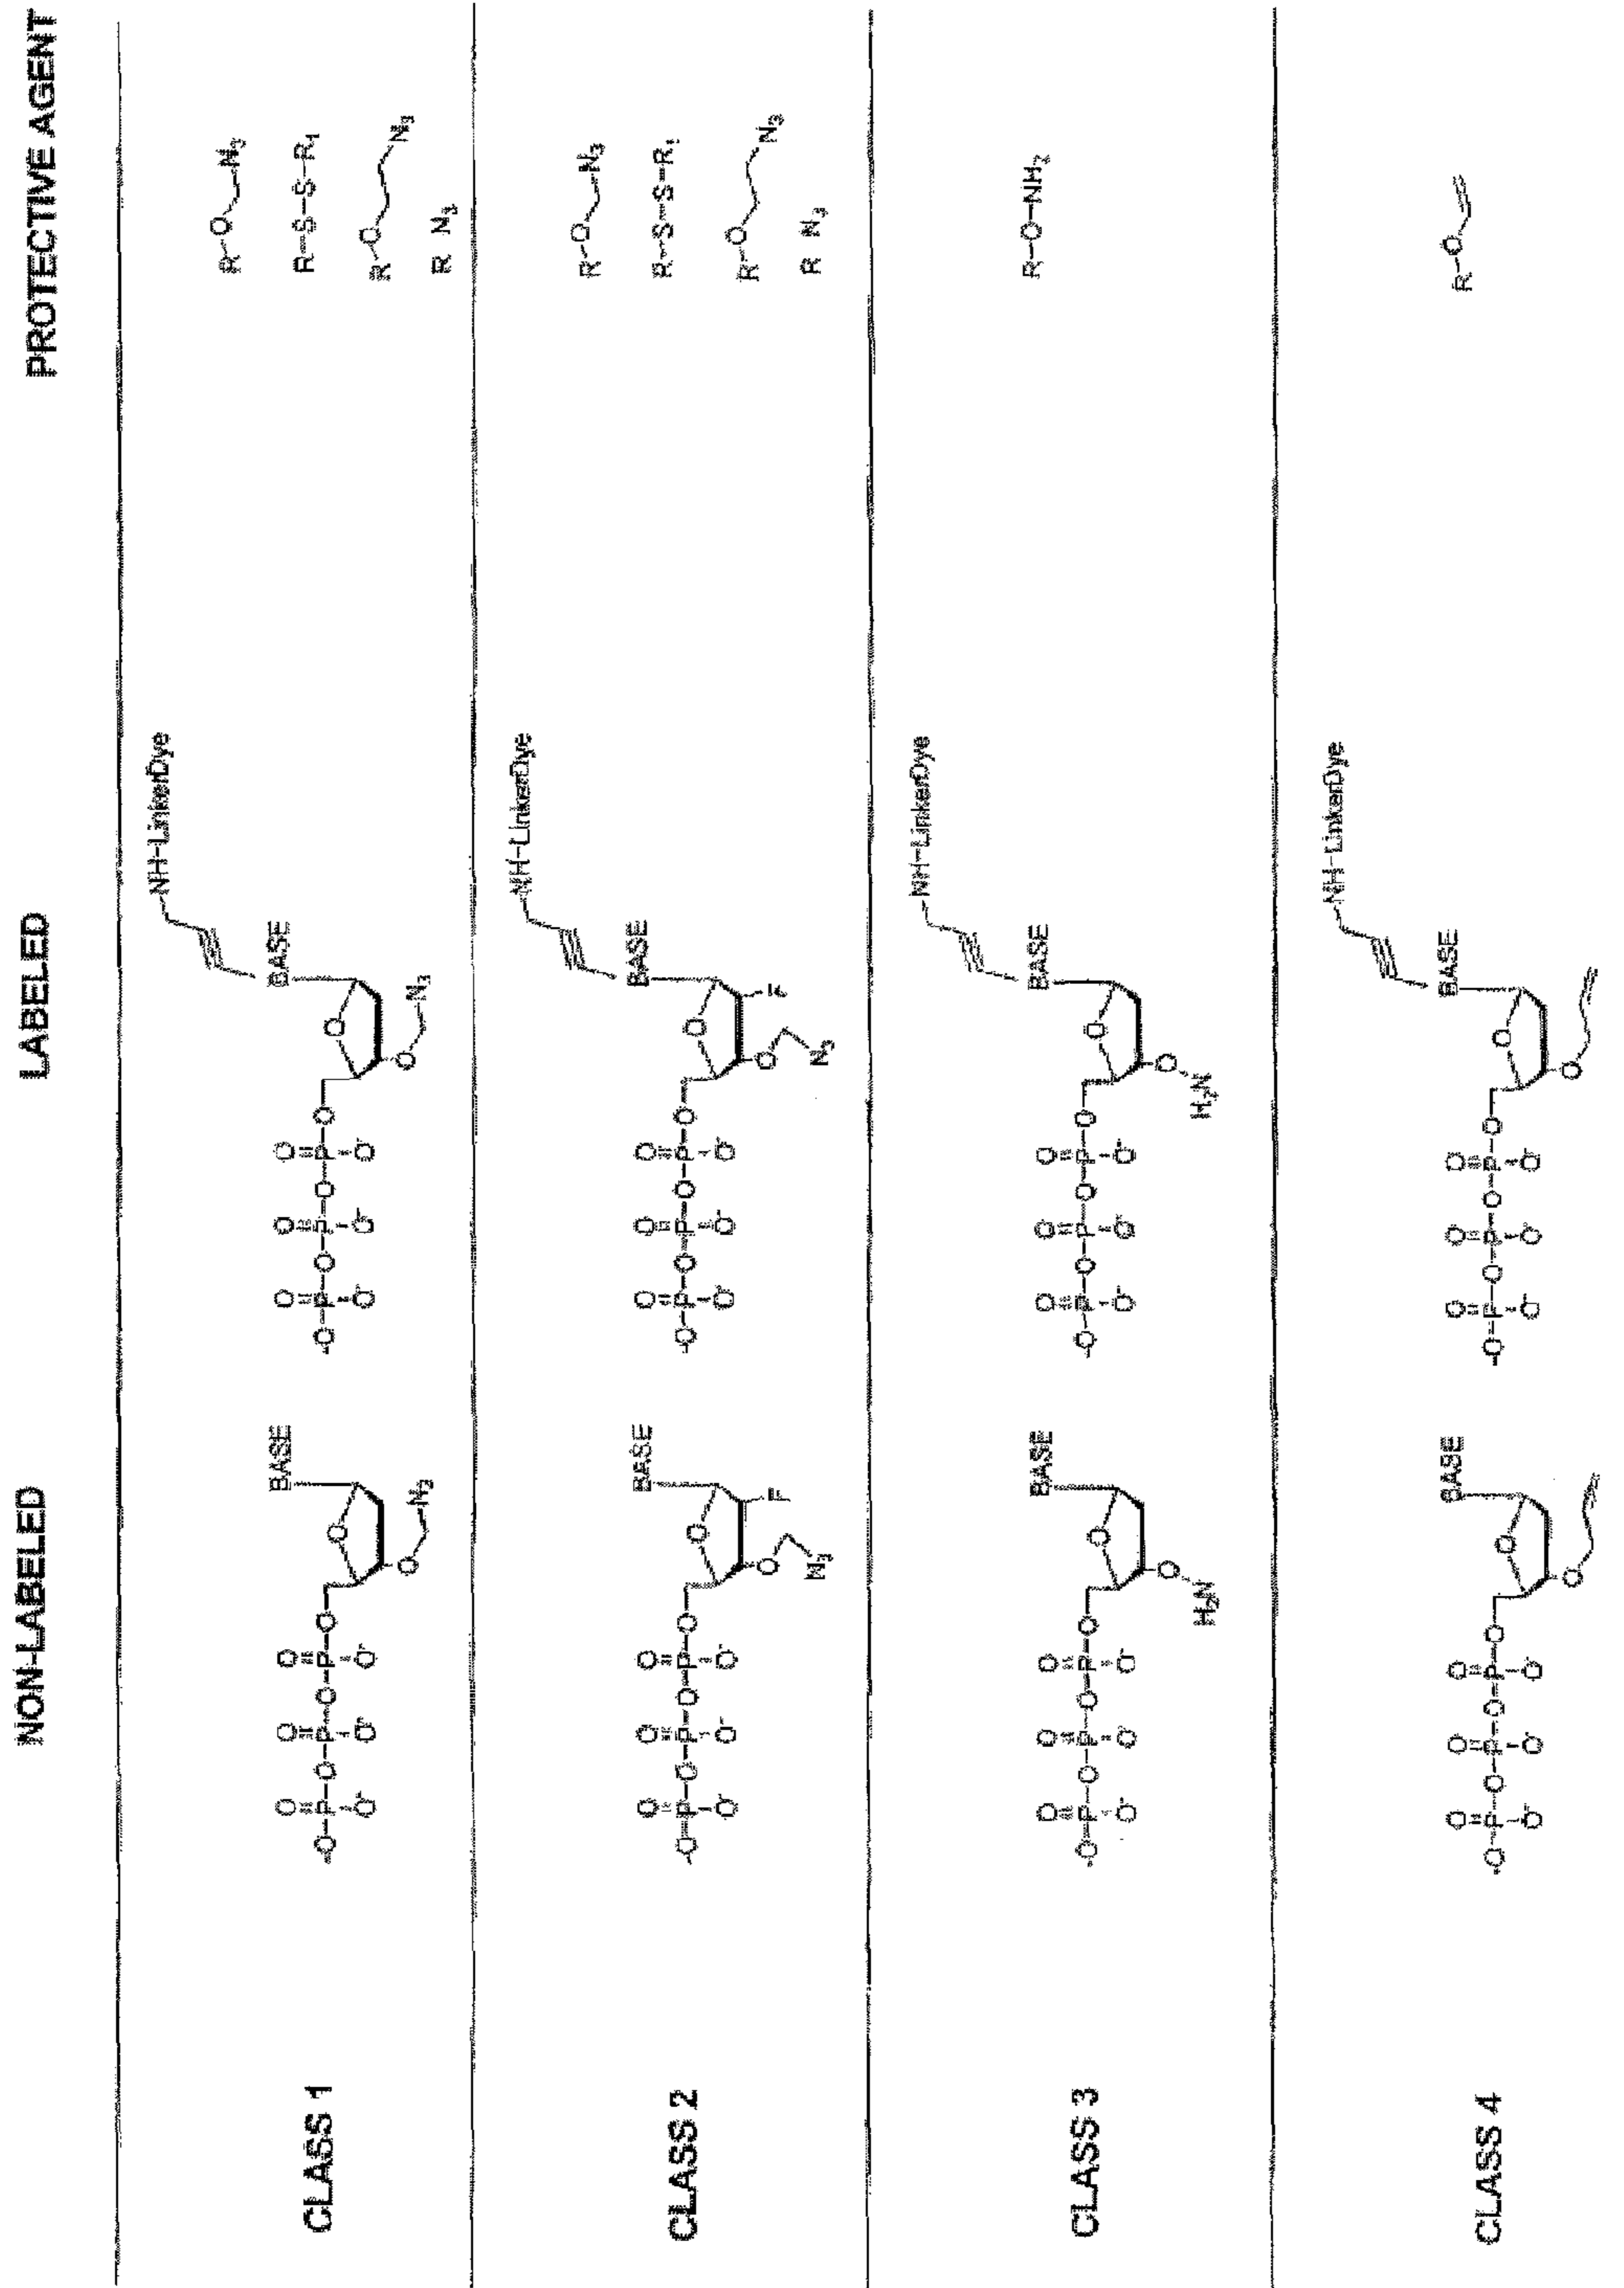 NON-LABELED LABELED PROTECTIVE AGENT
CLASS 1
O O O BASE
-O-P-O-P-O-P-O O
O- O- O- O N3
NH-LinkerDye
O O O BASE
-O-P-O-P-O-P-O O
O- O- O- O N3
R-O N3
R-S-S-R1
R-O N3
R N3
CLASS 2
O O O BASE
-O-P-O-P-O-P-O O
O- O- O- O F
N3
NH-LinkerDye
O O O BASE
-O-P-O-P-O-P-O O
O- O- O- O F
N3
R-O N3
R-S-S-R1
R-O N3
R N3
CLASS 3
O O O BASE
-O-P-O-P-O-P-O O
O- O- O- O
H2N
NH-LinkerDye
O O O BASE
-O-P-O-P-O-P-O O
O- O- O- O
H2N
R-O-NH2
CLASS 4
O O O BASE
-O-P-O-P-O-P-O O
O- O- O- O
NH-LinkerDye
O O O BASE
-O-P-O-P-O-P-O O
O- O- O- O
R-O